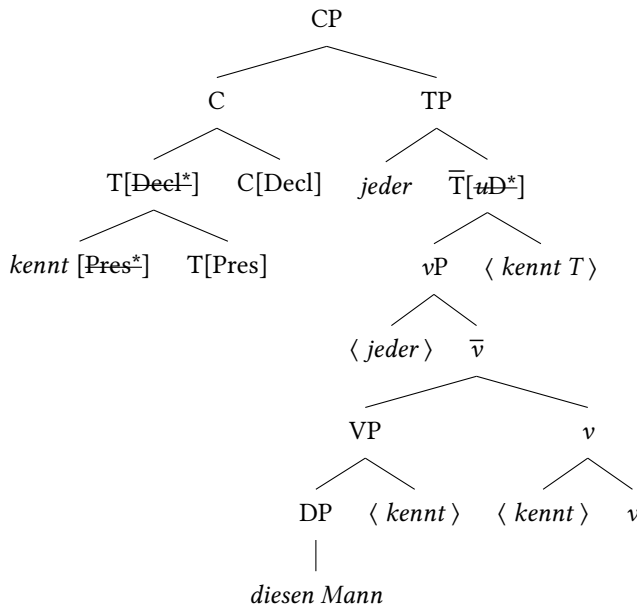 CP
C TP
T[Decl*] C[Decl] jeder T̅[uD*]
kennt [Pres*] T[Pres] vP ⟨ kennt T ⟩
⟨ jeder ⟩ v̅
VP v
DP ⟨ kennt ⟩ ⟨ kennt ⟩ v
diesen Mann